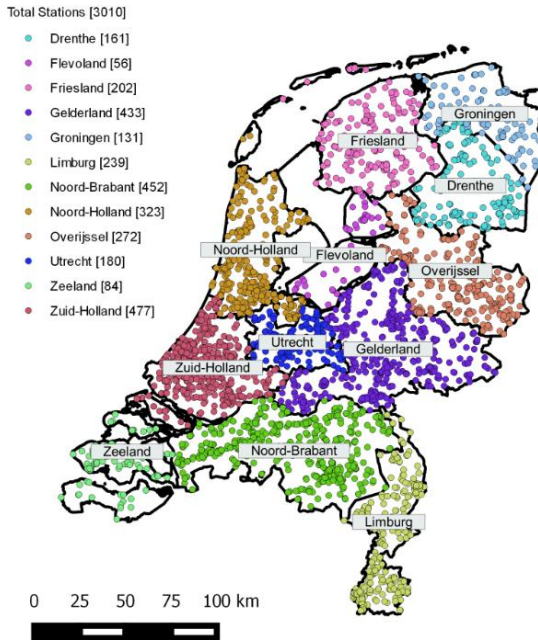 Total Stations [3010]
Drenthe [161]
Flevoland [56]
Friesland [202]
Gelderland [433]
Groningen [131]
Limburg [239]
Noord-Brabant [452]
Noord-Holland [323]
Overijssel [272]
Utrecht [180]
Zeeland [84]
Zuid-Holland [477]
Groningen
Friesland
Drenthe
Noord-Holland
Flevoland
Overijssel
Utrecht
Gelderland
Zuid-Holland
Zeeland
Noord-Brabant
Limburg
0 25 50 75 100 km